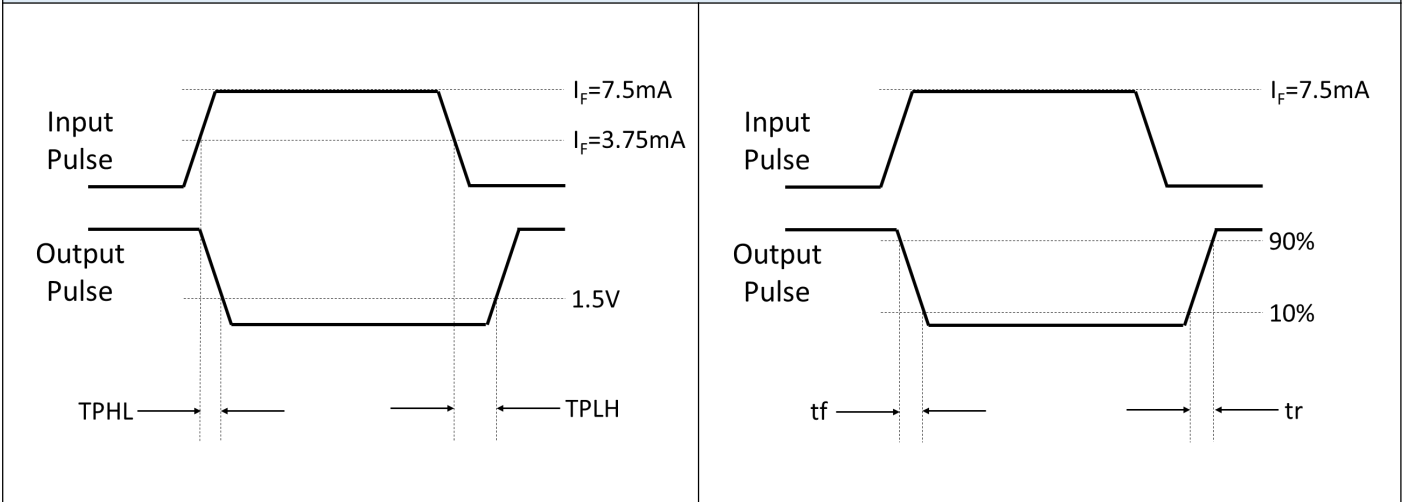 I_F=7.5mA
Input
Pulse
I_F=3.75mA
Output
Pulse
1.5V
TPHL
TPLH
I_F=7.5mA
Input
Pulse
90%
Output
Pulse
10%
tf
tr